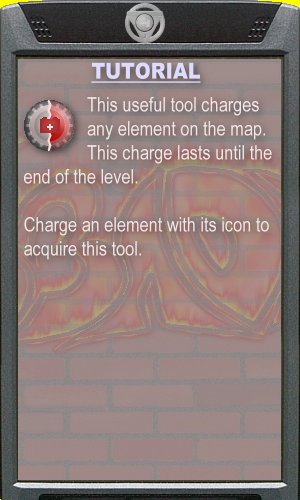 TUTORIAL
This useful tool charges
any element on the map.
This charge lasts until the
end of the level.
Charge an element with its icon to
acquire this tool.